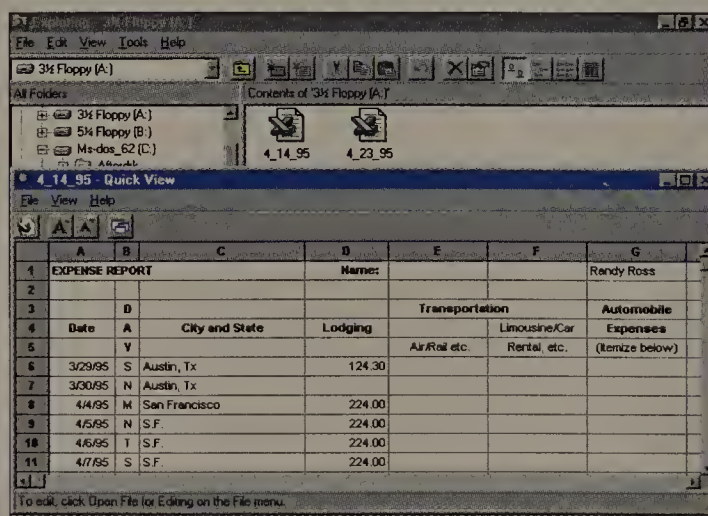 Exploring - 3½ Floppy (A:)
File Edit View Tools Help
3½ Floppy (A:)
All Folders Contents of '3½ Floppy (A:)'
3½ Floppy (A:)
5¼ Floppy (B:)
Ms-dos_62 (C:)
4_14_95 4_23_95
4_14_95 - Quick View
File View Help
A A
A B C D E F G
1 EXPENSE REPORT Name: Randy Ross
2
3 D Transportation Automobile
4 Date A City and State Lodging Limousine/Car Expenses
5 Y Air/Rail etc. Rental, etc. (Itemize below)
6 3/29/95 S Austin, Tx 124.30
7 3/30/95 N Austin, Tx
8 4/4/95 M San Francisco 224.00
9 4/5/95 N S.F. 224.00
10 4/6/95 T S.F. 224.00
11 4/7/95 S S.F. 224.00
To edit, click Open File for Editing on the File menu.